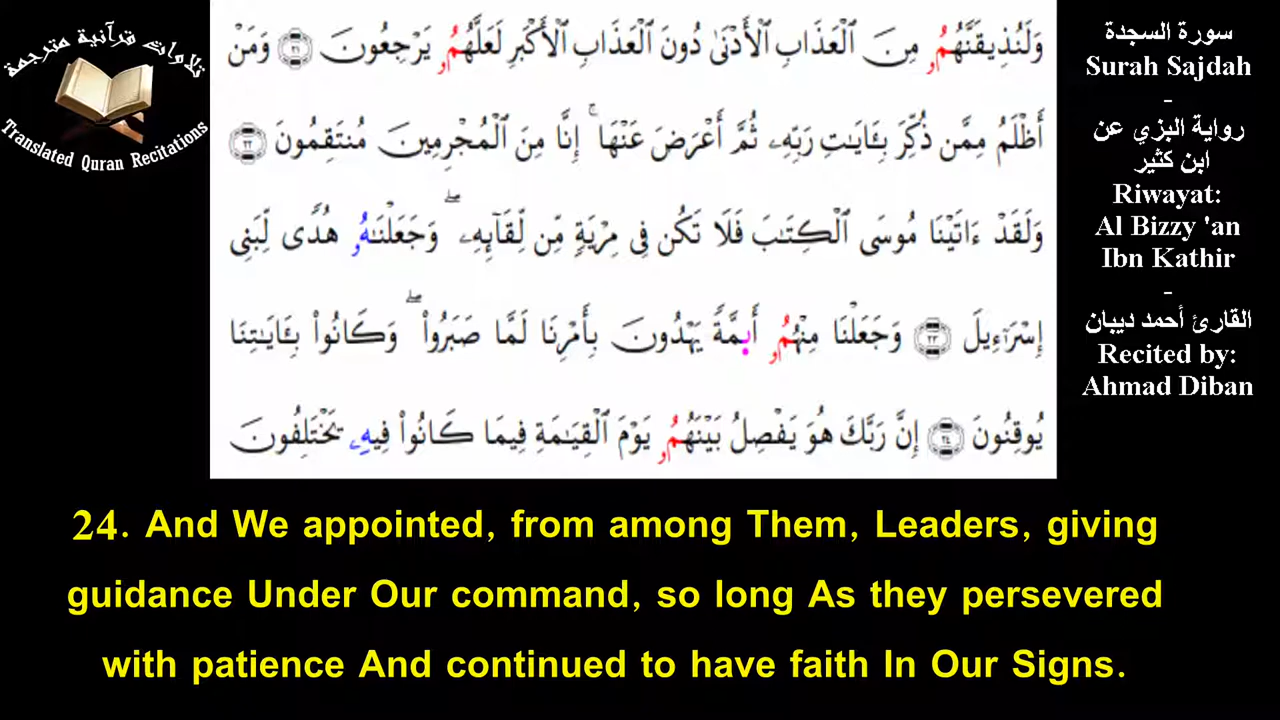 تلاوات قرآنية مترجمة
Translated Quran Recitations
وَلَنُذِيقَنَّهُمُۥ مِنَ ٱلْعَذَابِ ٱلْأَدْنَىٰ دُونَ ٱلْعَذَابِ ٱلْأَكْبَرِ لَعَلَّهُمُۥ يَرْجِعُونَ ٢١ وَمَنْ
أَظْلَمُ مِمَّن ذُكِّرَ بِـَٔايَـٰتِ رَبِّهِۦ ثُمَّ أَعْرَضَ عَنْهَآ ۚ إِنَّا مِنَ ٱلْمُجْرِمِينَ مُنتَقِمُونَ ٢٢
وَلَقَدْ ءَاتَيْنَا مُوسَى ٱلْكِتَـٰبَ فَلَا تَكُن فِى مِرْيَةٍ مِّن لِّقَآئِهِۦ ۖ وَجَعَلْنَـٰهُۥ هُدًى لِّبَنِى
إِسْرَٰٓءِيلَ ٢٣ وَجَعَلْنَا مِنْهُمُۥ أَىِٕمَّةً يَهْدُونَ بِأَمْرِنَا لَمَّا صَبَرُوا۟ ۖ وَكَانُوا۟ بِـَٔايَـٰتِنَا
يُوقِنُونَ ٢٤ إِنَّ رَبَّكَ هُوَ يَفْصِلُ بَيْنَهُمُۥ يَوْمَ ٱلْقِيَـٰمَةِ فِيمَا كَانُوا۟ فِيهِۦ يَخْتَلِفُونَ
سورة السجدة
Surah Sajdah
-
رواية البزي عن
ابن كثير
Riwayat:
Al Bizzy 'an
Ibn Kathir
-
القارئ أحمد ديبان
Recited by:
Ahmad Diban
24. And We appointed, from among Them, Leaders, giving
guidance Under Our command, so long As they persevered
with patience And continued to have faith In Our Signs.